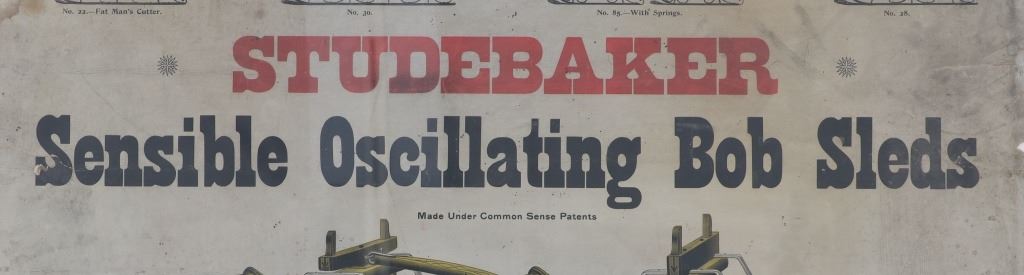 No. 22.—Fat Man's Cutter.
No. 30.
No. 85.—With Springs.
No. 28.
STUDEBAKER
Sensible Oscillating Bob Sleds
Made Under Common Sense Patents